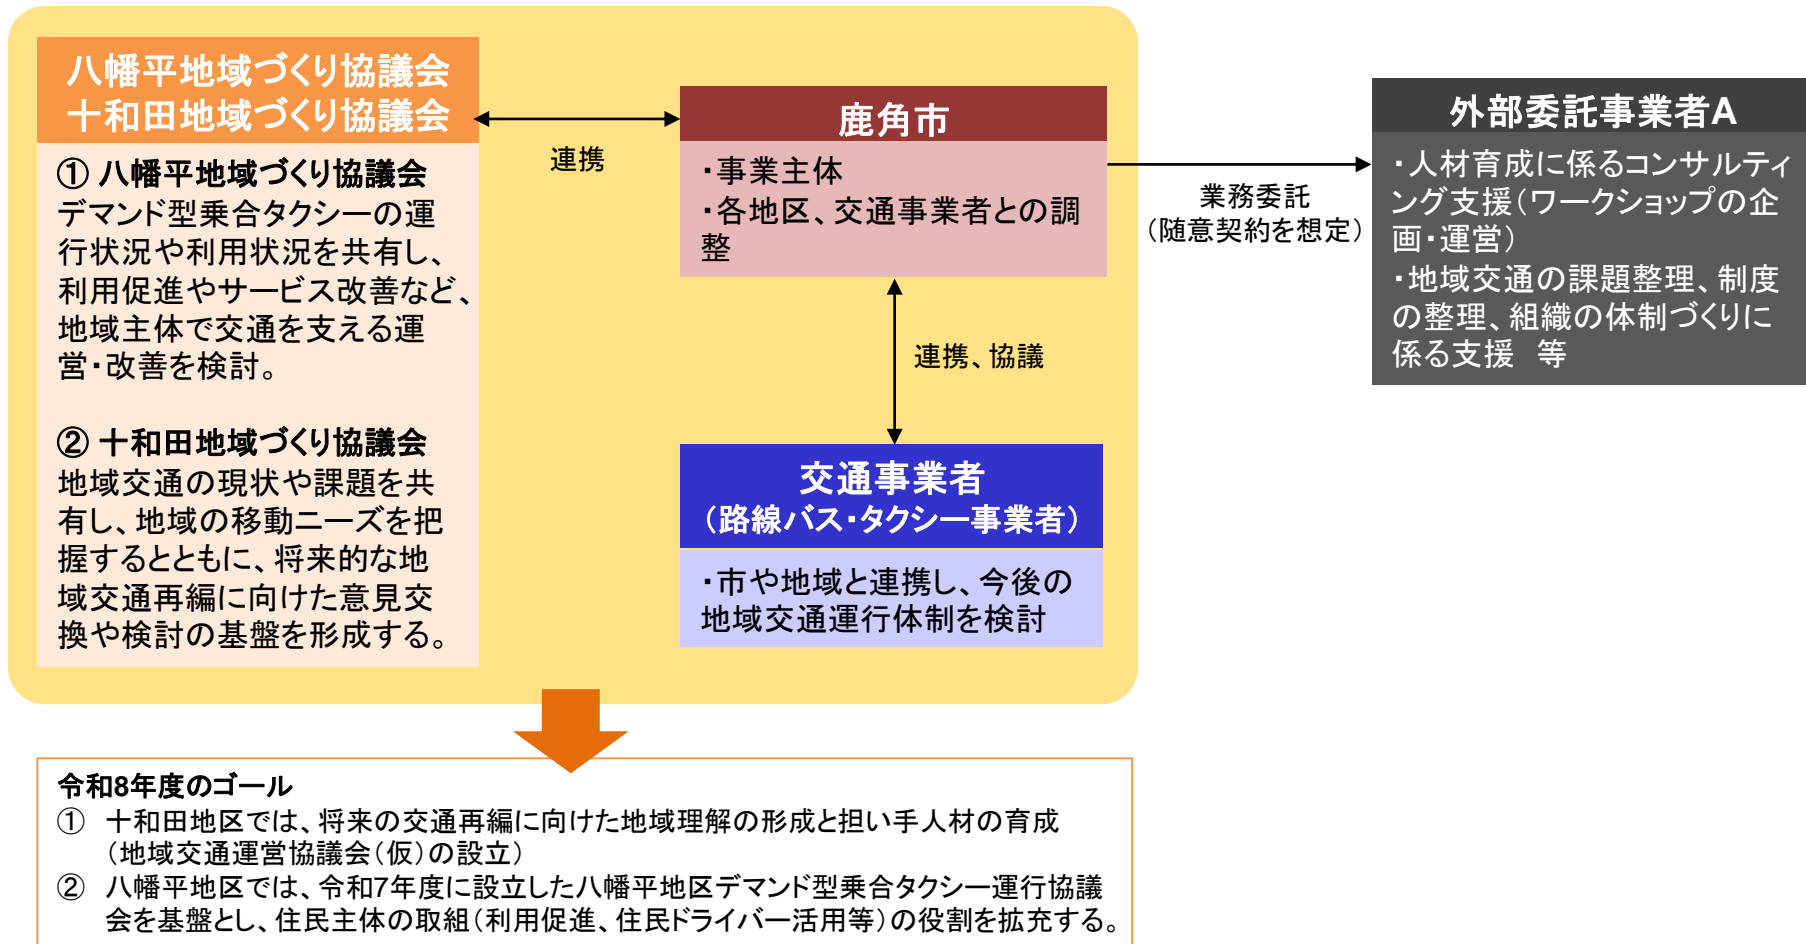 八幡平地域づくり協議会
十和田地域づくり協議会
① 八幡平地域づくり協議会
デマンド型乗合タクシーの運
行状況や利用状況を共有し、
利用促進やサービス改善など、
地域主体で交通を支える運
営・改善を検討。
② 十和田地域づくり協議会
地域交通の現状や課題を共
有し、地域の移動ニーズを把
握するとともに、将来的な地
域交通再編に向けた意見交
換や検討の基盤を形成する。
連携
鹿角市
・事業主体
・各地区、交通事業者との調
整
連携、協議
交通事業者
（路線バス・タクシー事業者）
・市や地域と連携し、今後の
地域交通運行体制を検討
業務委託
（随意契約を想定）
外部委託事業者A
・人材育成に係るコンサルティ
ング支援（ワークショップの企
画・運営）
・地域交通の課題整理、制度
の整理、組織の体制づくりに
係る支援　等
令和8年度のゴール
① 十和田地区では、将来の交通再編に向けた地域理解の形成と担い手人材の育成
（地域交通運営協議会（仮）の設立）
② 八幡平地区では、令和7年度に設立した八幡平地区デマンド型乗合タクシー運行協議
会を基盤とし、住民主体の取組（利用促進、住民ドライバー活用等）の役割を拡充する。